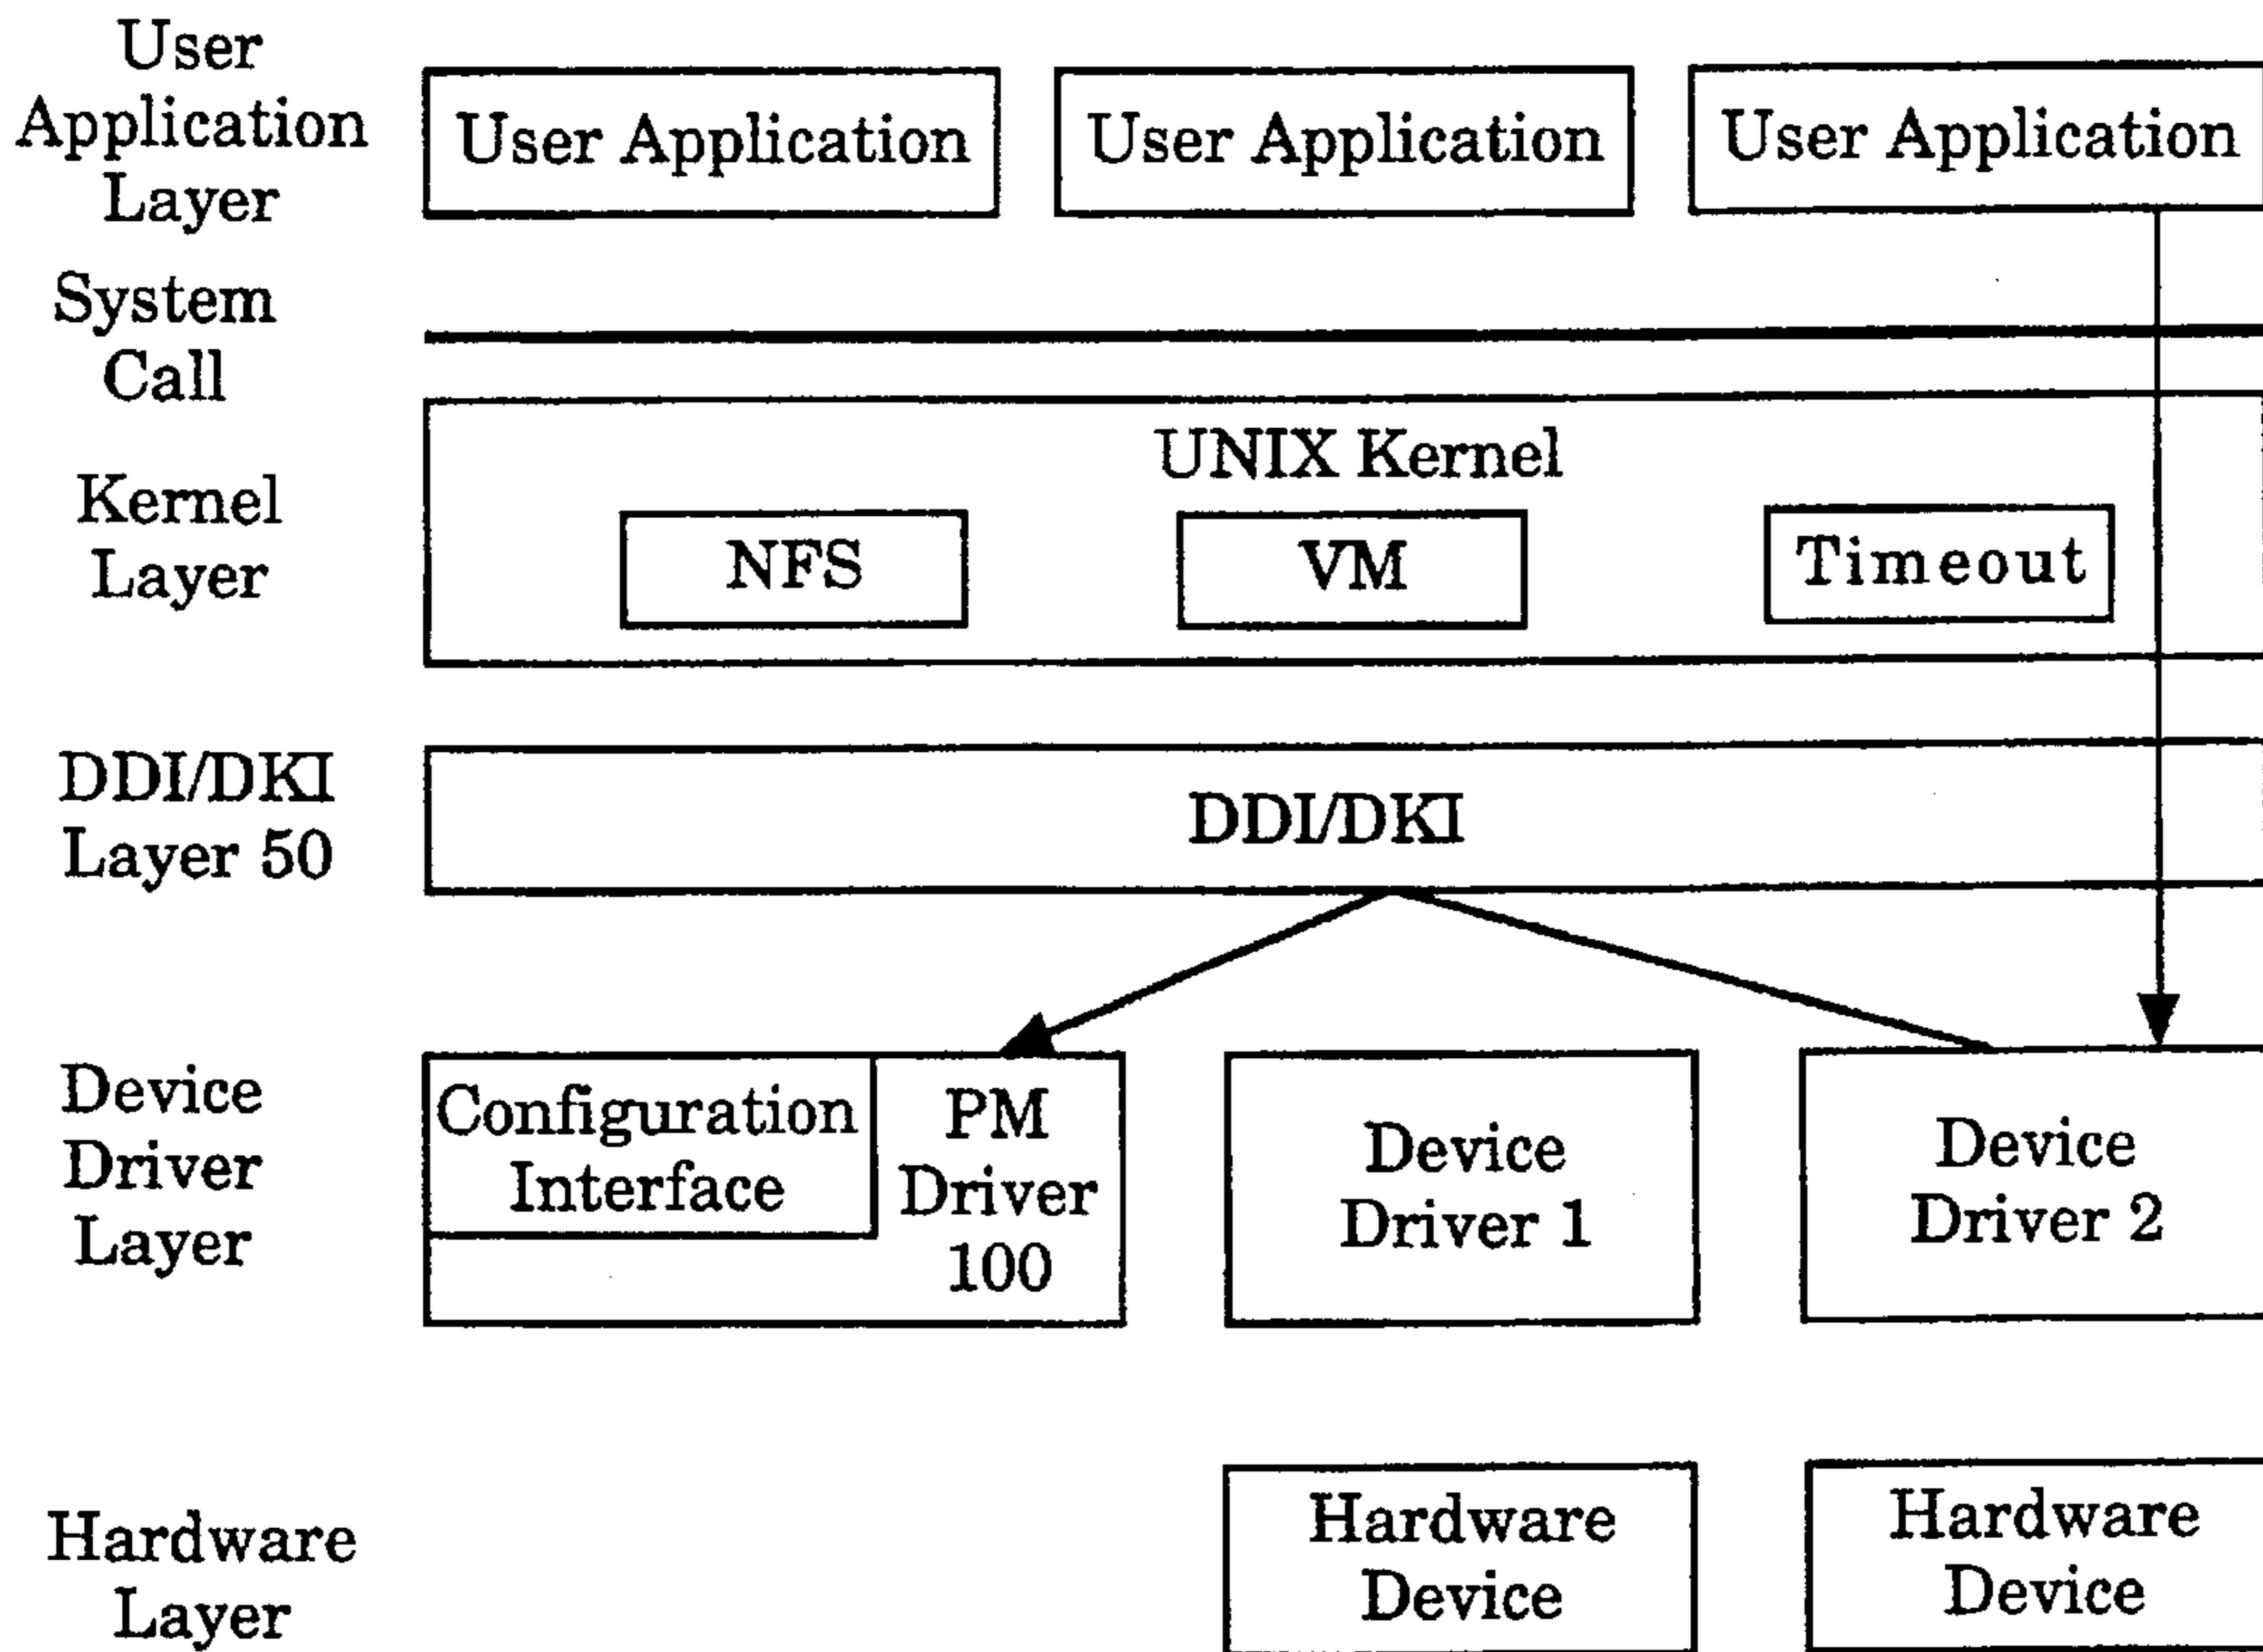 User
Application
Layer
User Application
User Application
User Application
System
Call
Kernel
Layer
UNIX Kernel
NFS
VM
Timeout
DDI/DKI
Layer 50
DDI/DKI
Device
Driver
Layer
Configuration
Interface
PM
Driver
100
Device
Driver 1
Device
Driver 2
Hardware
Layer
Hardware
Device
Hardware
Device